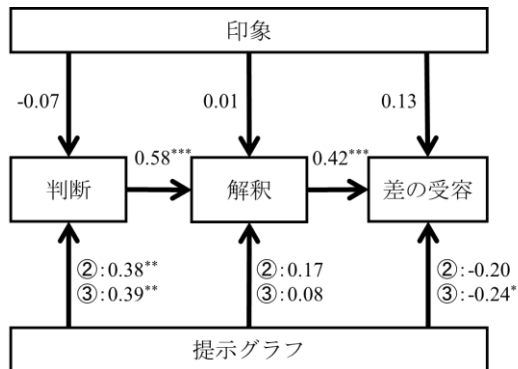 印象
-0.07
0.01
0.13
0.58***
0.42***
判断
解釈
差の受容
②:0.38**
③:0.39**
②:0.17
③:0.08
②:-0.20
③:-0.24*
提示グラフ